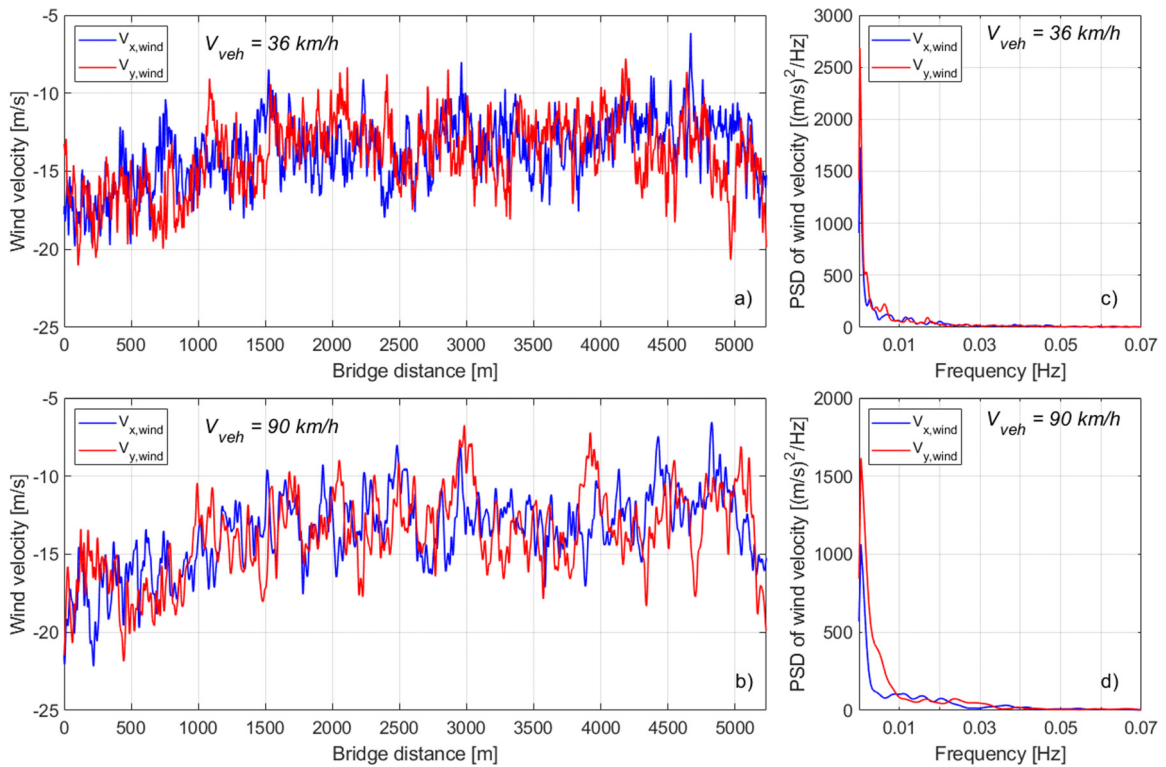 -5
-10
-15
-20
-25
Wind velocity [m/s]
V_x,wind
V_y,wind
V_veh = 36 km/h
a)
0 500 1000 1500 2000 2500 3000 3500 4000 4500 5000
Bridge distance [m]
3000
2500
2000
1500
1000
500
0
PSD of wind velocity [(m/s)^2/Hz]
V_x,wind
V_y,wind
V_veh = 36 km/h
c)
0.01 0.03 0.05 0.07
Frequency [Hz]
-5
-10
-15
-20
-25
Wind velocity [m/s]
V_x,wind
V_y,wind
V_veh = 90 km/h
b)
0 500 1000 1500 2000 2500 3000 3500 4000 4500 5000
Bridge distance [m]
2000
1500
1000
500
0
PSD of wind velocity [(m/s)^2/Hz]
V_x,wind
V_y,wind
V_veh = 90 km/h
d)
0.01 0.03 0.05 0.07
Frequency [Hz]